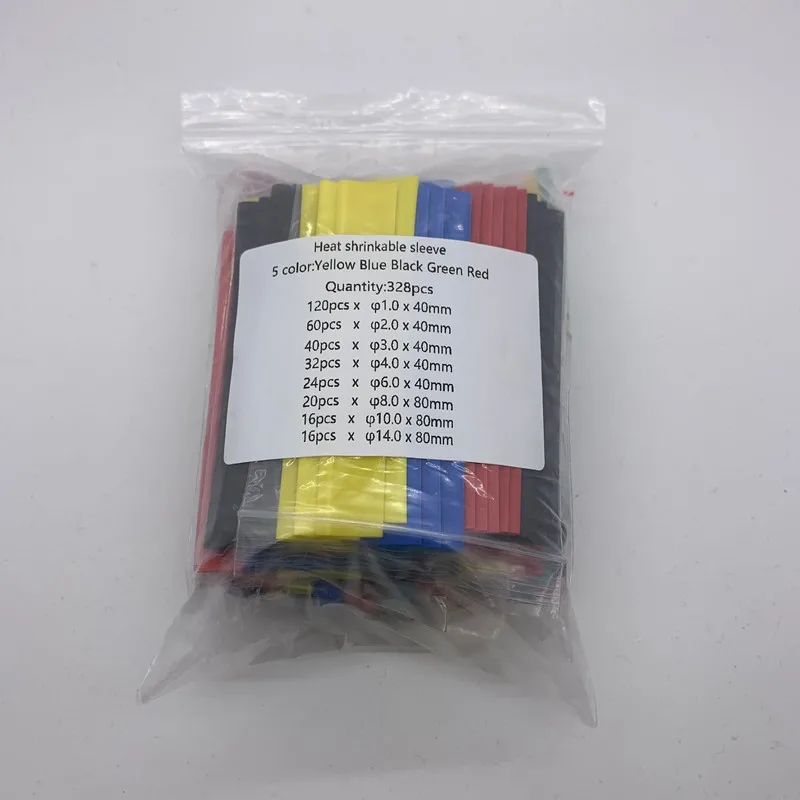 Heat shrinkable sleeve
5 color:Yellow Blue Black Green Red
Quantity:328pcs
120pcs x φ1.0 x 40mm
60pcs x φ2.0 x 40mm
40pcs x φ3.0 x 40mm
32pcs x φ4.0 x 40mm
24pcs x φ6.0 x 40mm
20pcs x φ8.0 x 80mm
16pcs x φ10.0 x 80mm
16pcs x φ14.0 x 80mm